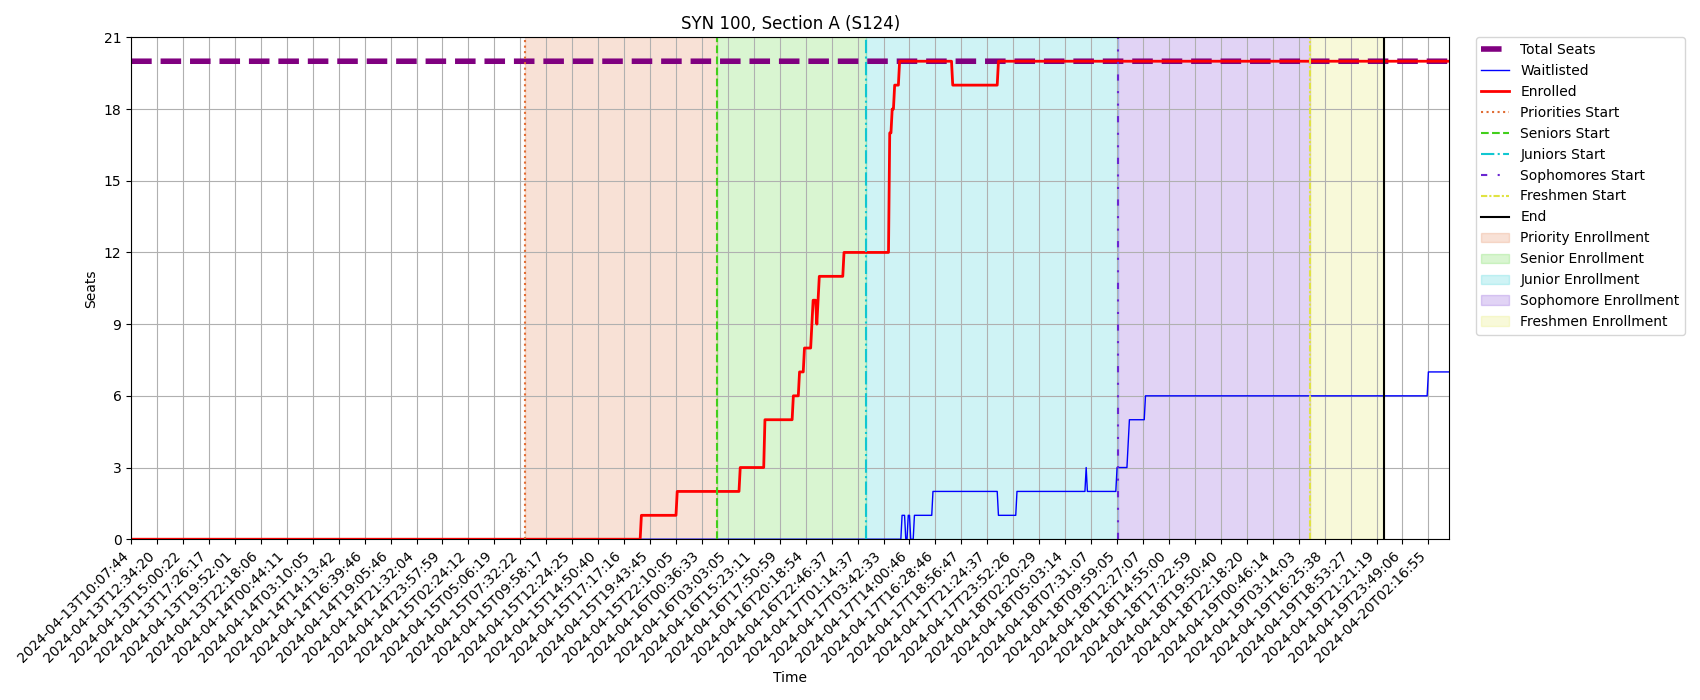 SYN 100, Section A (S124)
21
18
15
12
9
6
3
0
Seats
2024-04-13T10:07:44
2024-04-13T12:34:20
2024-04-13T15:00:22
2024-04-13T17:26:17
2024-04-13T19:52:01
2024-04-13T22:18:06
2024-04-14T00:44:11
2024-04-14T03:10:05
2024-04-14T14:13:42
2024-04-14T16:39:46
2024-04-14T19:05:46
2024-04-14T21:32:04
2024-04-14T23:57:59
2024-04-15T02:24:12
2024-04-15T05:06:19
2024-04-15T07:32:22
2024-04-15T09:58:17
2024-04-15T12:24:25
2024-04-15T14:50:40
2024-04-15T17:17:16
2024-04-15T19:43:45
2024-04-15T22:10:05
2024-04-16T00:36:33
2024-04-16T03:03:05
2024-04-16T15:23:11
2024-04-16T17:50:59
2024-04-16T20:18:54
2024-04-16T22:46:37
2024-04-17T01:14:37
2024-04-17T03:42:33
2024-04-17T14:00:46
2024-04-17T16:28:46
2024-04-17T18:56:47
2024-04-17T21:24:37
2024-04-17T23:52:26
2024-04-18T02:20:29
2024-04-18T05:03:14
2024-04-18T07:31:07
2024-04-18T09:59:05
2024-04-18T12:27:07
2024-04-18T14:55:00
2024-04-18T17:22:59
2024-04-18T19:50:40
2024-04-18T22:18:20
2024-04-19T00:46:14
2024-04-19T03:14:03
2024-04-19T16:25:38
2024-04-19T18:53:27
2024-04-19T21:21:19
2024-04-19T23:49:06
2024-04-20T02:16:55
Time
Total Seats
Waitlisted
Enrolled
Priorities Start
Seniors Start
Juniors Start
Sophomores Start
Freshmen Start
End
Priority Enrollment
Senior Enrollment
Junior Enrollment
Sophomore Enrollment
Freshmen Enrollment